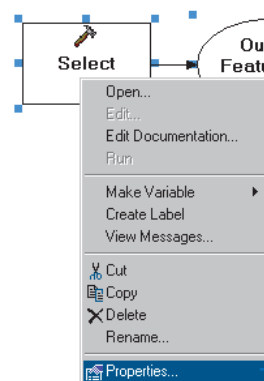 Select
Ou
Featu
Open...
Edit...
Edit Documentation...
Run
Make Variable
Create Label
View Messages...
Cut
Copy
Delete
Rename...
Properties...